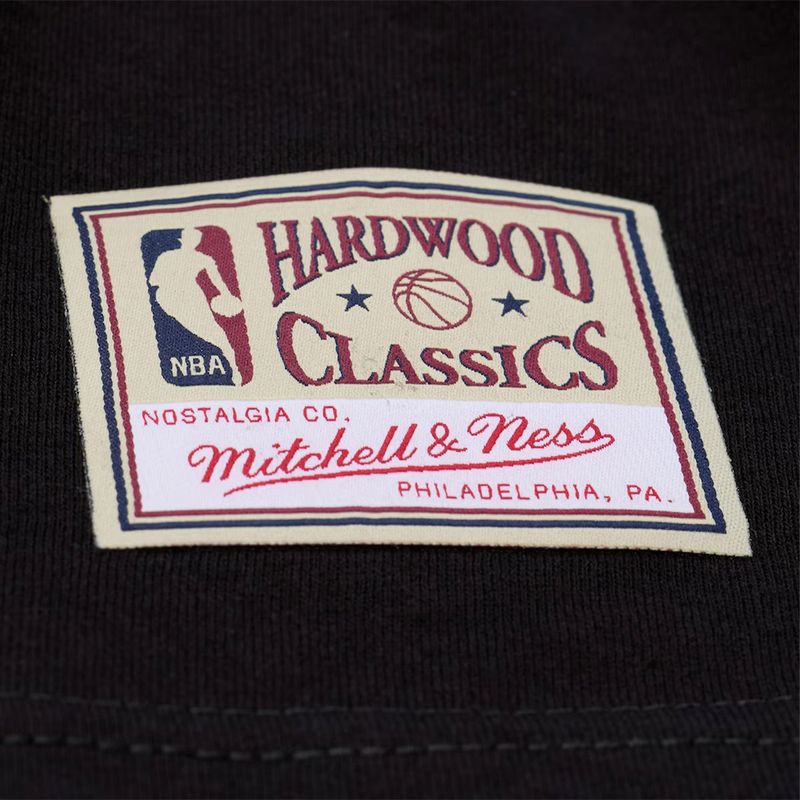 HARDWOOD
CLASSICS
NBA
NOSTALGIA CO.
Mitchell & Ness
PHILADELPHIA, PA.